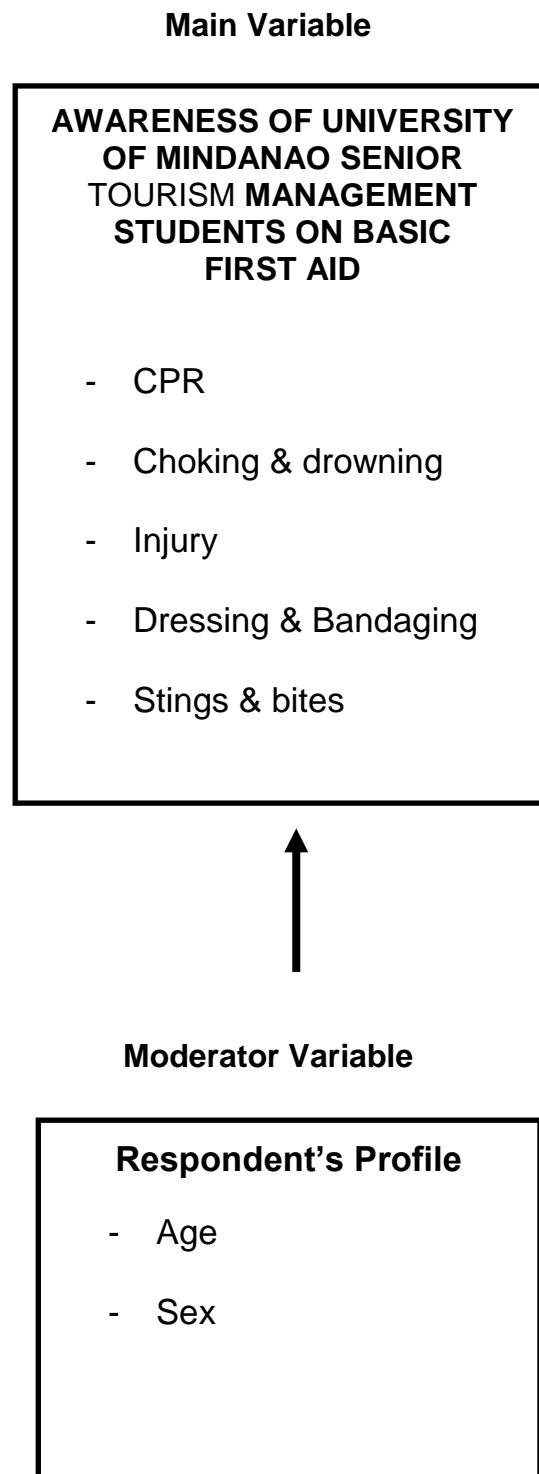 Main Variable
AWARENESS OF UNIVERSITY
OF MINDANAO SENIOR
TOURISM MANAGEMENT
STUDENTS ON BASIC
FIRST AID
- CPR
- Choking & drowning
- Injury
- Dressing & Bandaging
- Stings & bites
Moderator Variable
Respondent’s Profile
- Age
- Sex